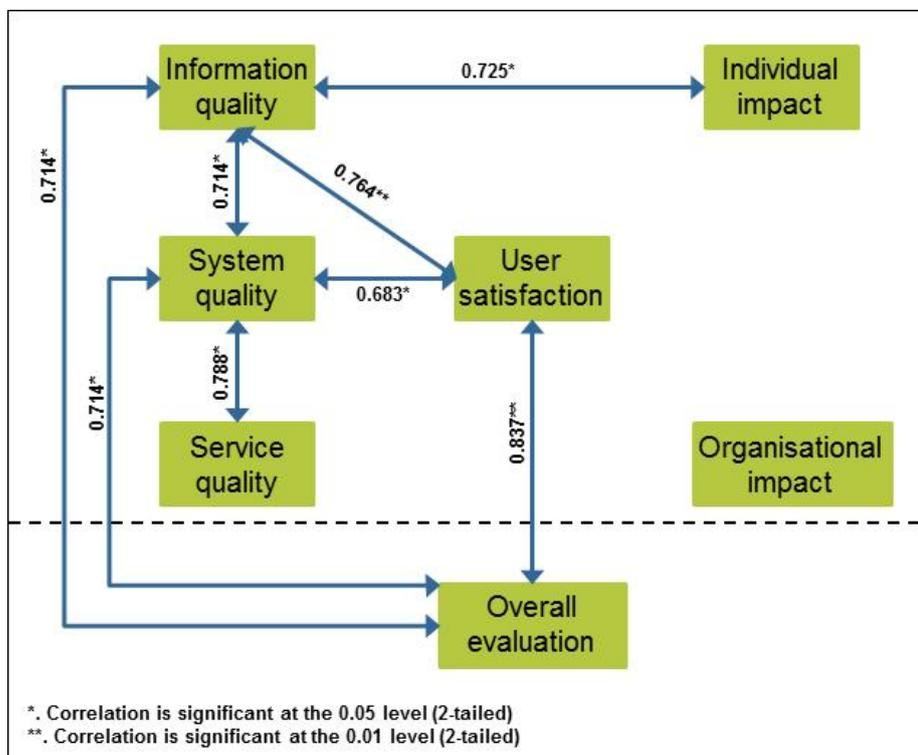 Information
quality
0.725*
Individual
impact
0.714*
0.714*
0.764**
System
quality
0.683*
User
satisfaction
0.714*
0.788*
0.837**
Service
quality
Organisational
impact
Overall
evaluation
*. Correlation is significant at the 0.05 level (2-tailed)
**. Correlation is significant at the 0.01 level (2-tailed)